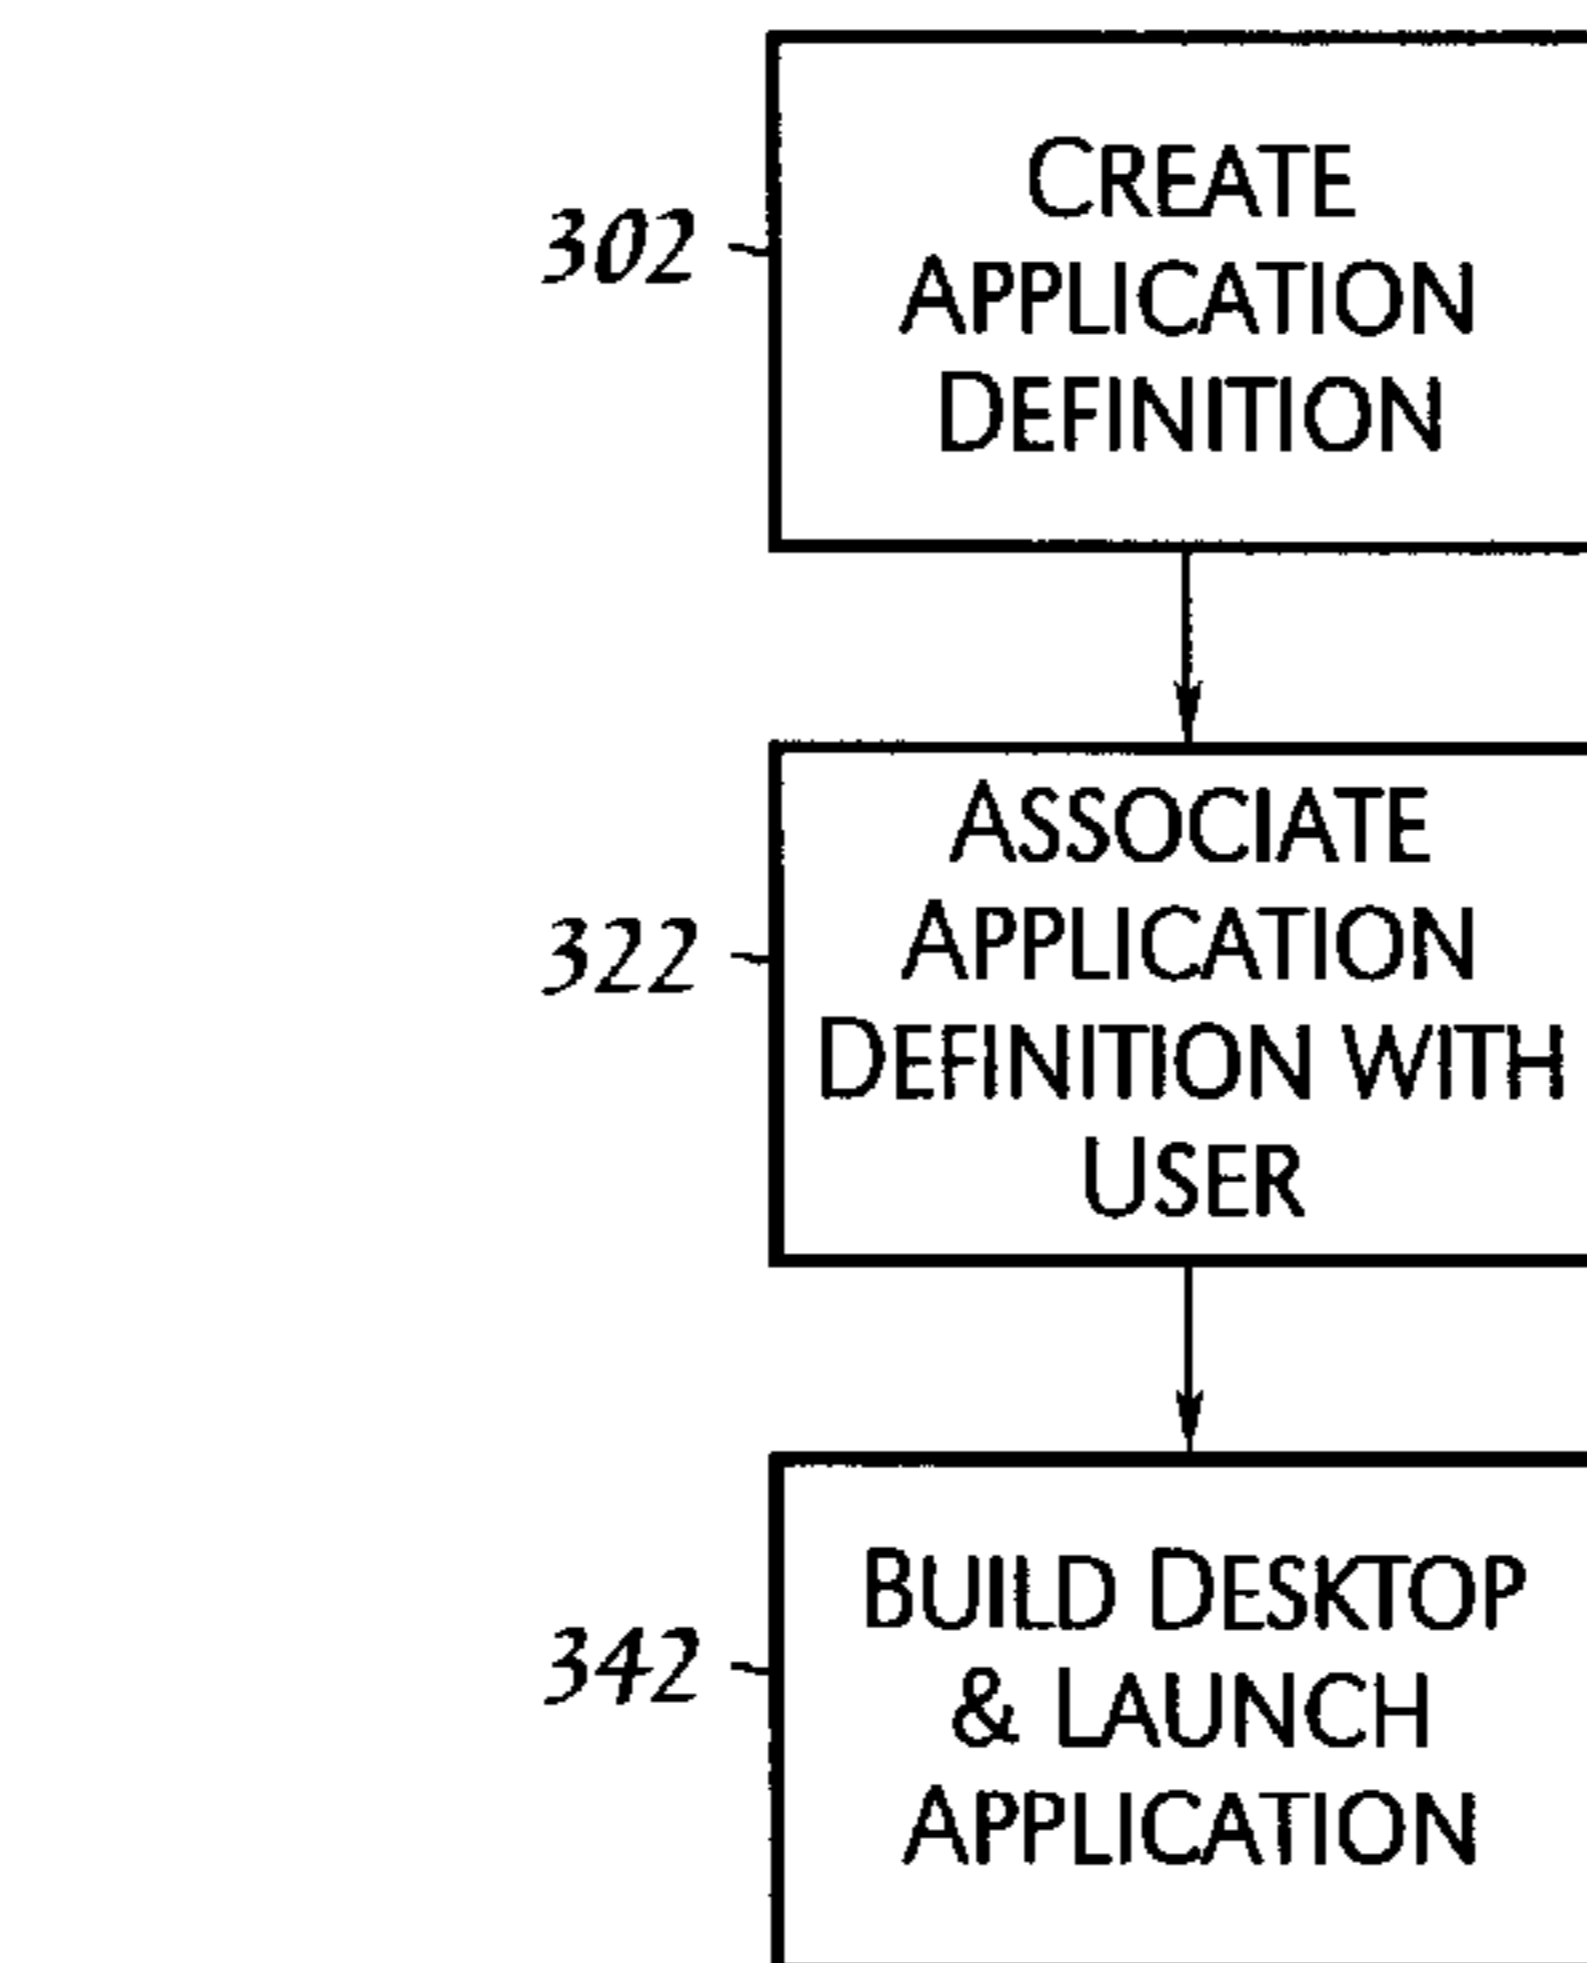 302
CREATE
APPLICATION
DEFINITION
322
ASSOCIATE
APPLICATION
DEFINITION WITH
USER
342
BUILD DESKTOP
& LAUNCH
APPLICATION